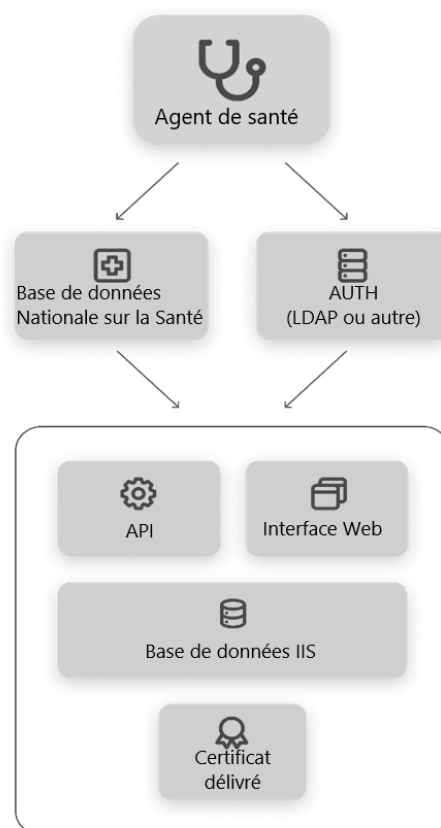 Agent de santé
Base de données
Nationale sur la Santé
AUTH
(LDAP ou autre)
API
Interface Web
Base de données IIS
Certificat
délivré